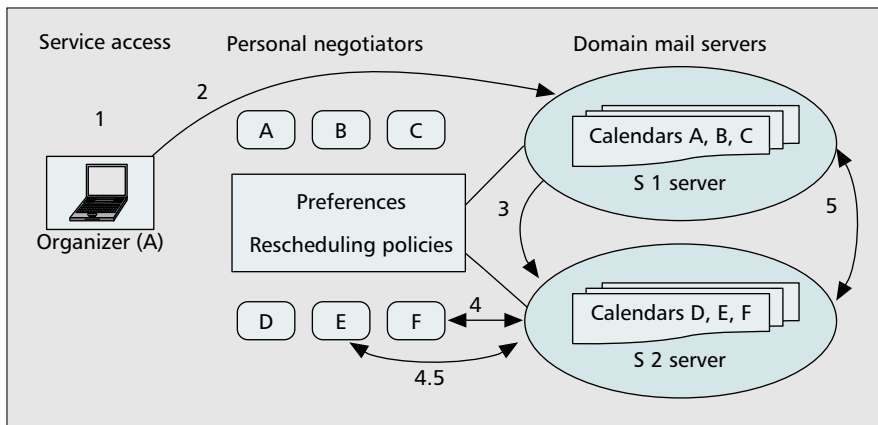 Service access
Personal negotiators
Domain mail servers
2
1
A
B
C
Calendars A, B, C
S 1 server
Preferences
Rescheduling policies
3
5
Organizer (A)
D
E
F
4
Calendars D, E, F
S 2 server
4.5